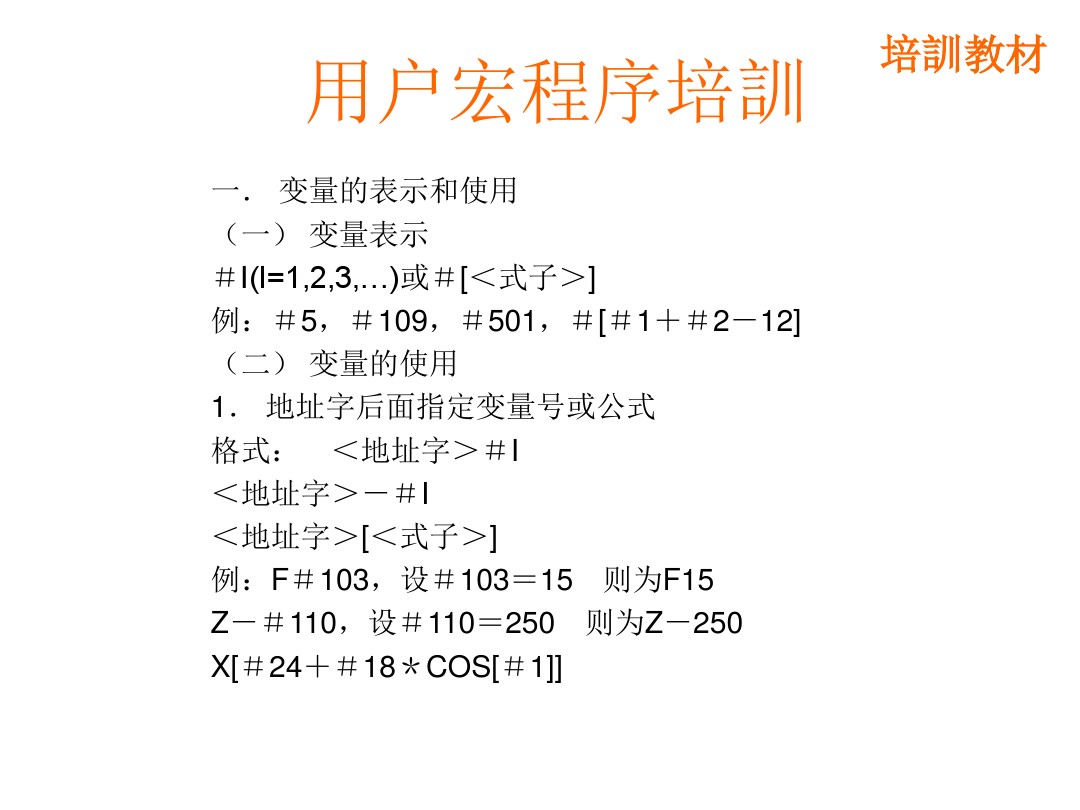 培訓教材
用户宏程序培訓
一． 变量的表示和使用
（一） 变量表示
＃I(I=1,2,3,…)或＃[＜式子＞]
例：＃5，＃109，＃501，＃[＃1＋＃2－12]
（二） 变量的使用
1． 地址字后面指定变量号或公式
格式：　＜地址字＞＃I
＜地址字＞－＃I
＜地址字＞[＜式子＞]
例：F＃103，设＃103＝15　则为F15
Z－＃110，设＃110＝250　则为Z－250
X[＃24＋＃18＊COS[＃1]]